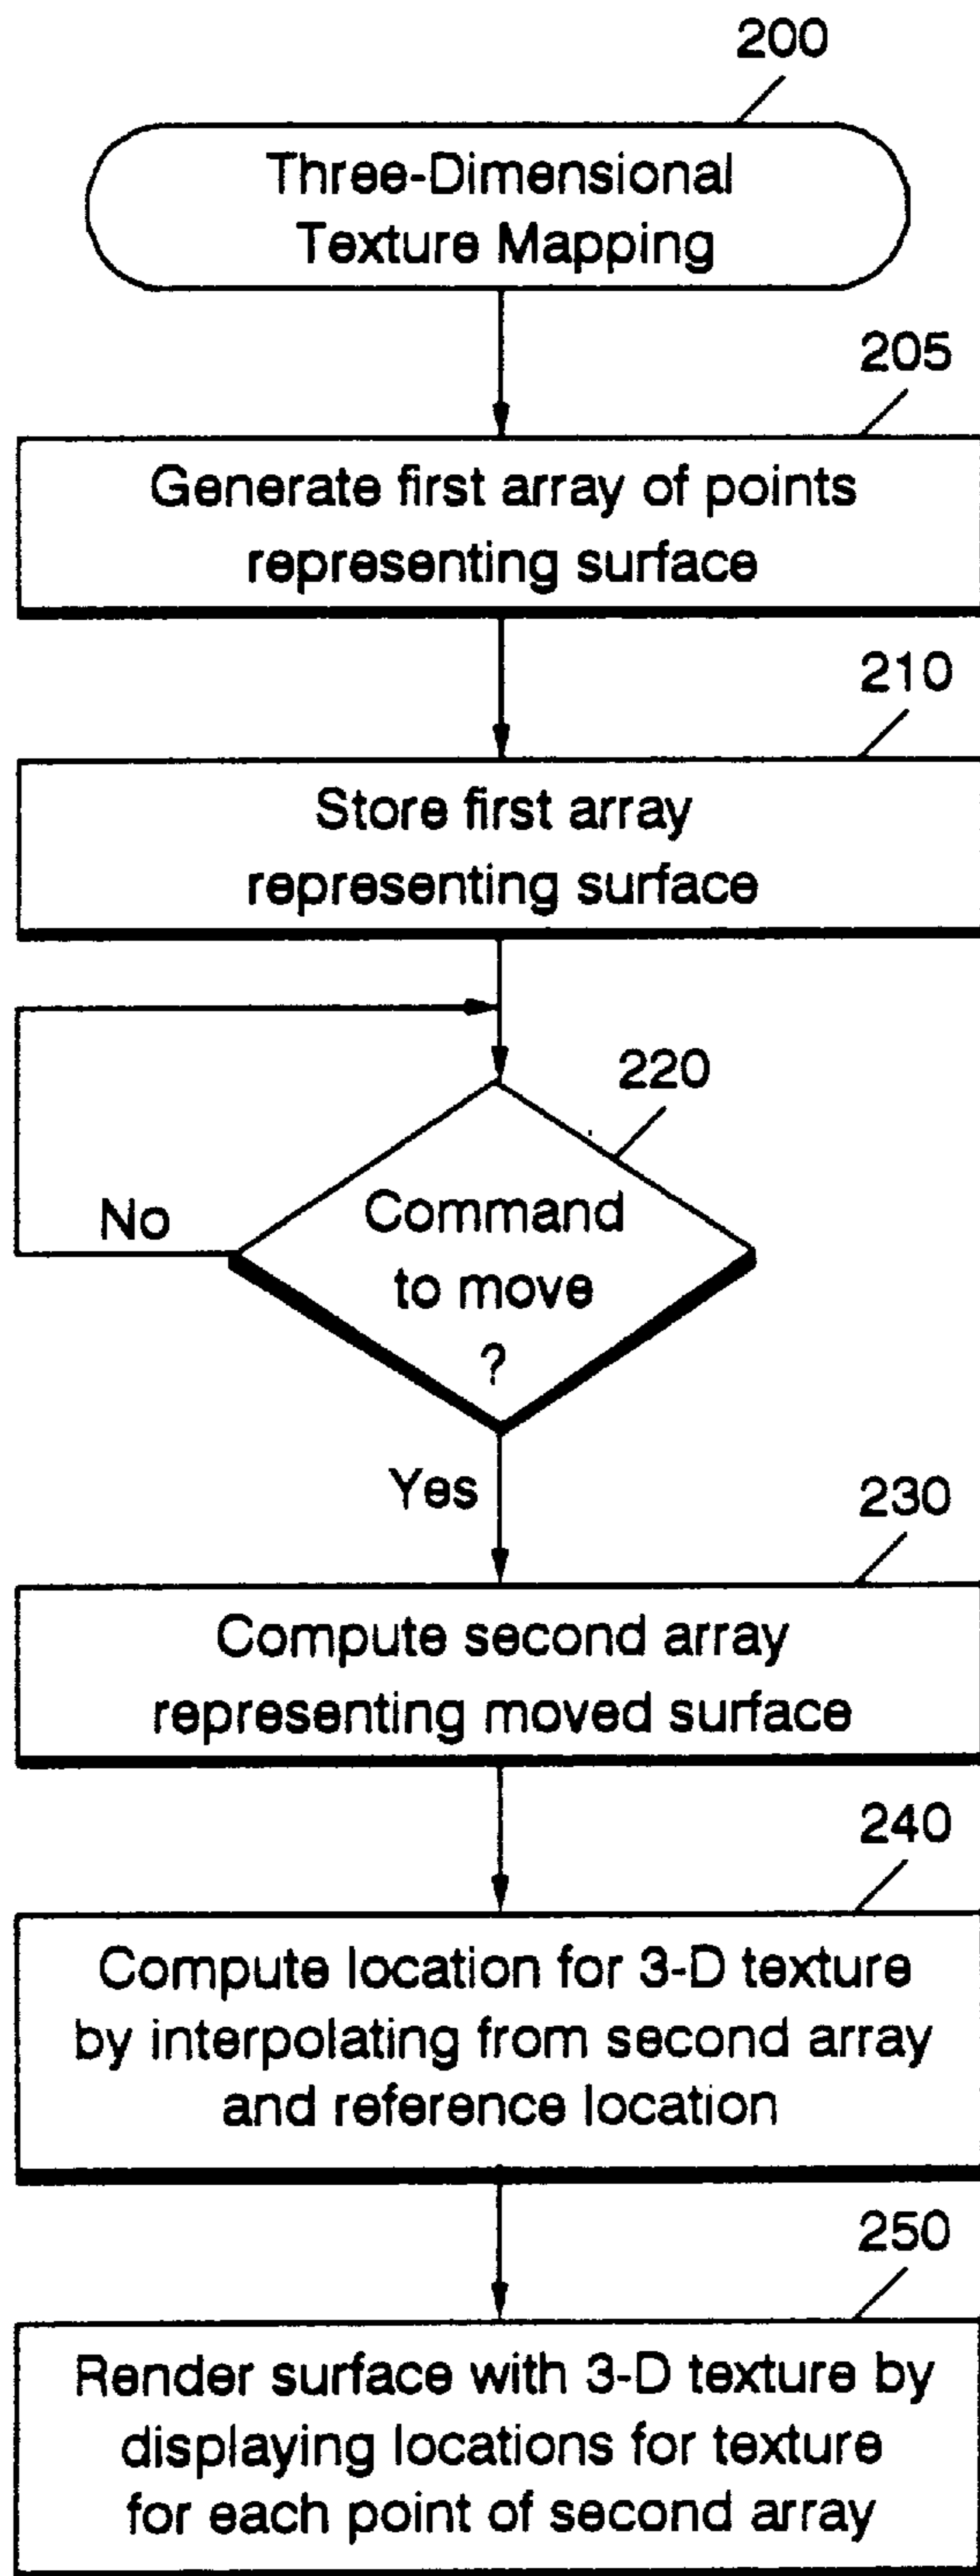 200
Three-Dimensional
Texture Mapping
205
Generate first array of points
representing surface
210
Store first array
representing surface
220
Command
to move
?
No
Yes
230
Compute second array
representing moved surface
240
Compute location for 3-D texture
by interpolating from second array
and reference location
250
Render surface with 3-D texture by
displaying locations for texture
for each point of second array